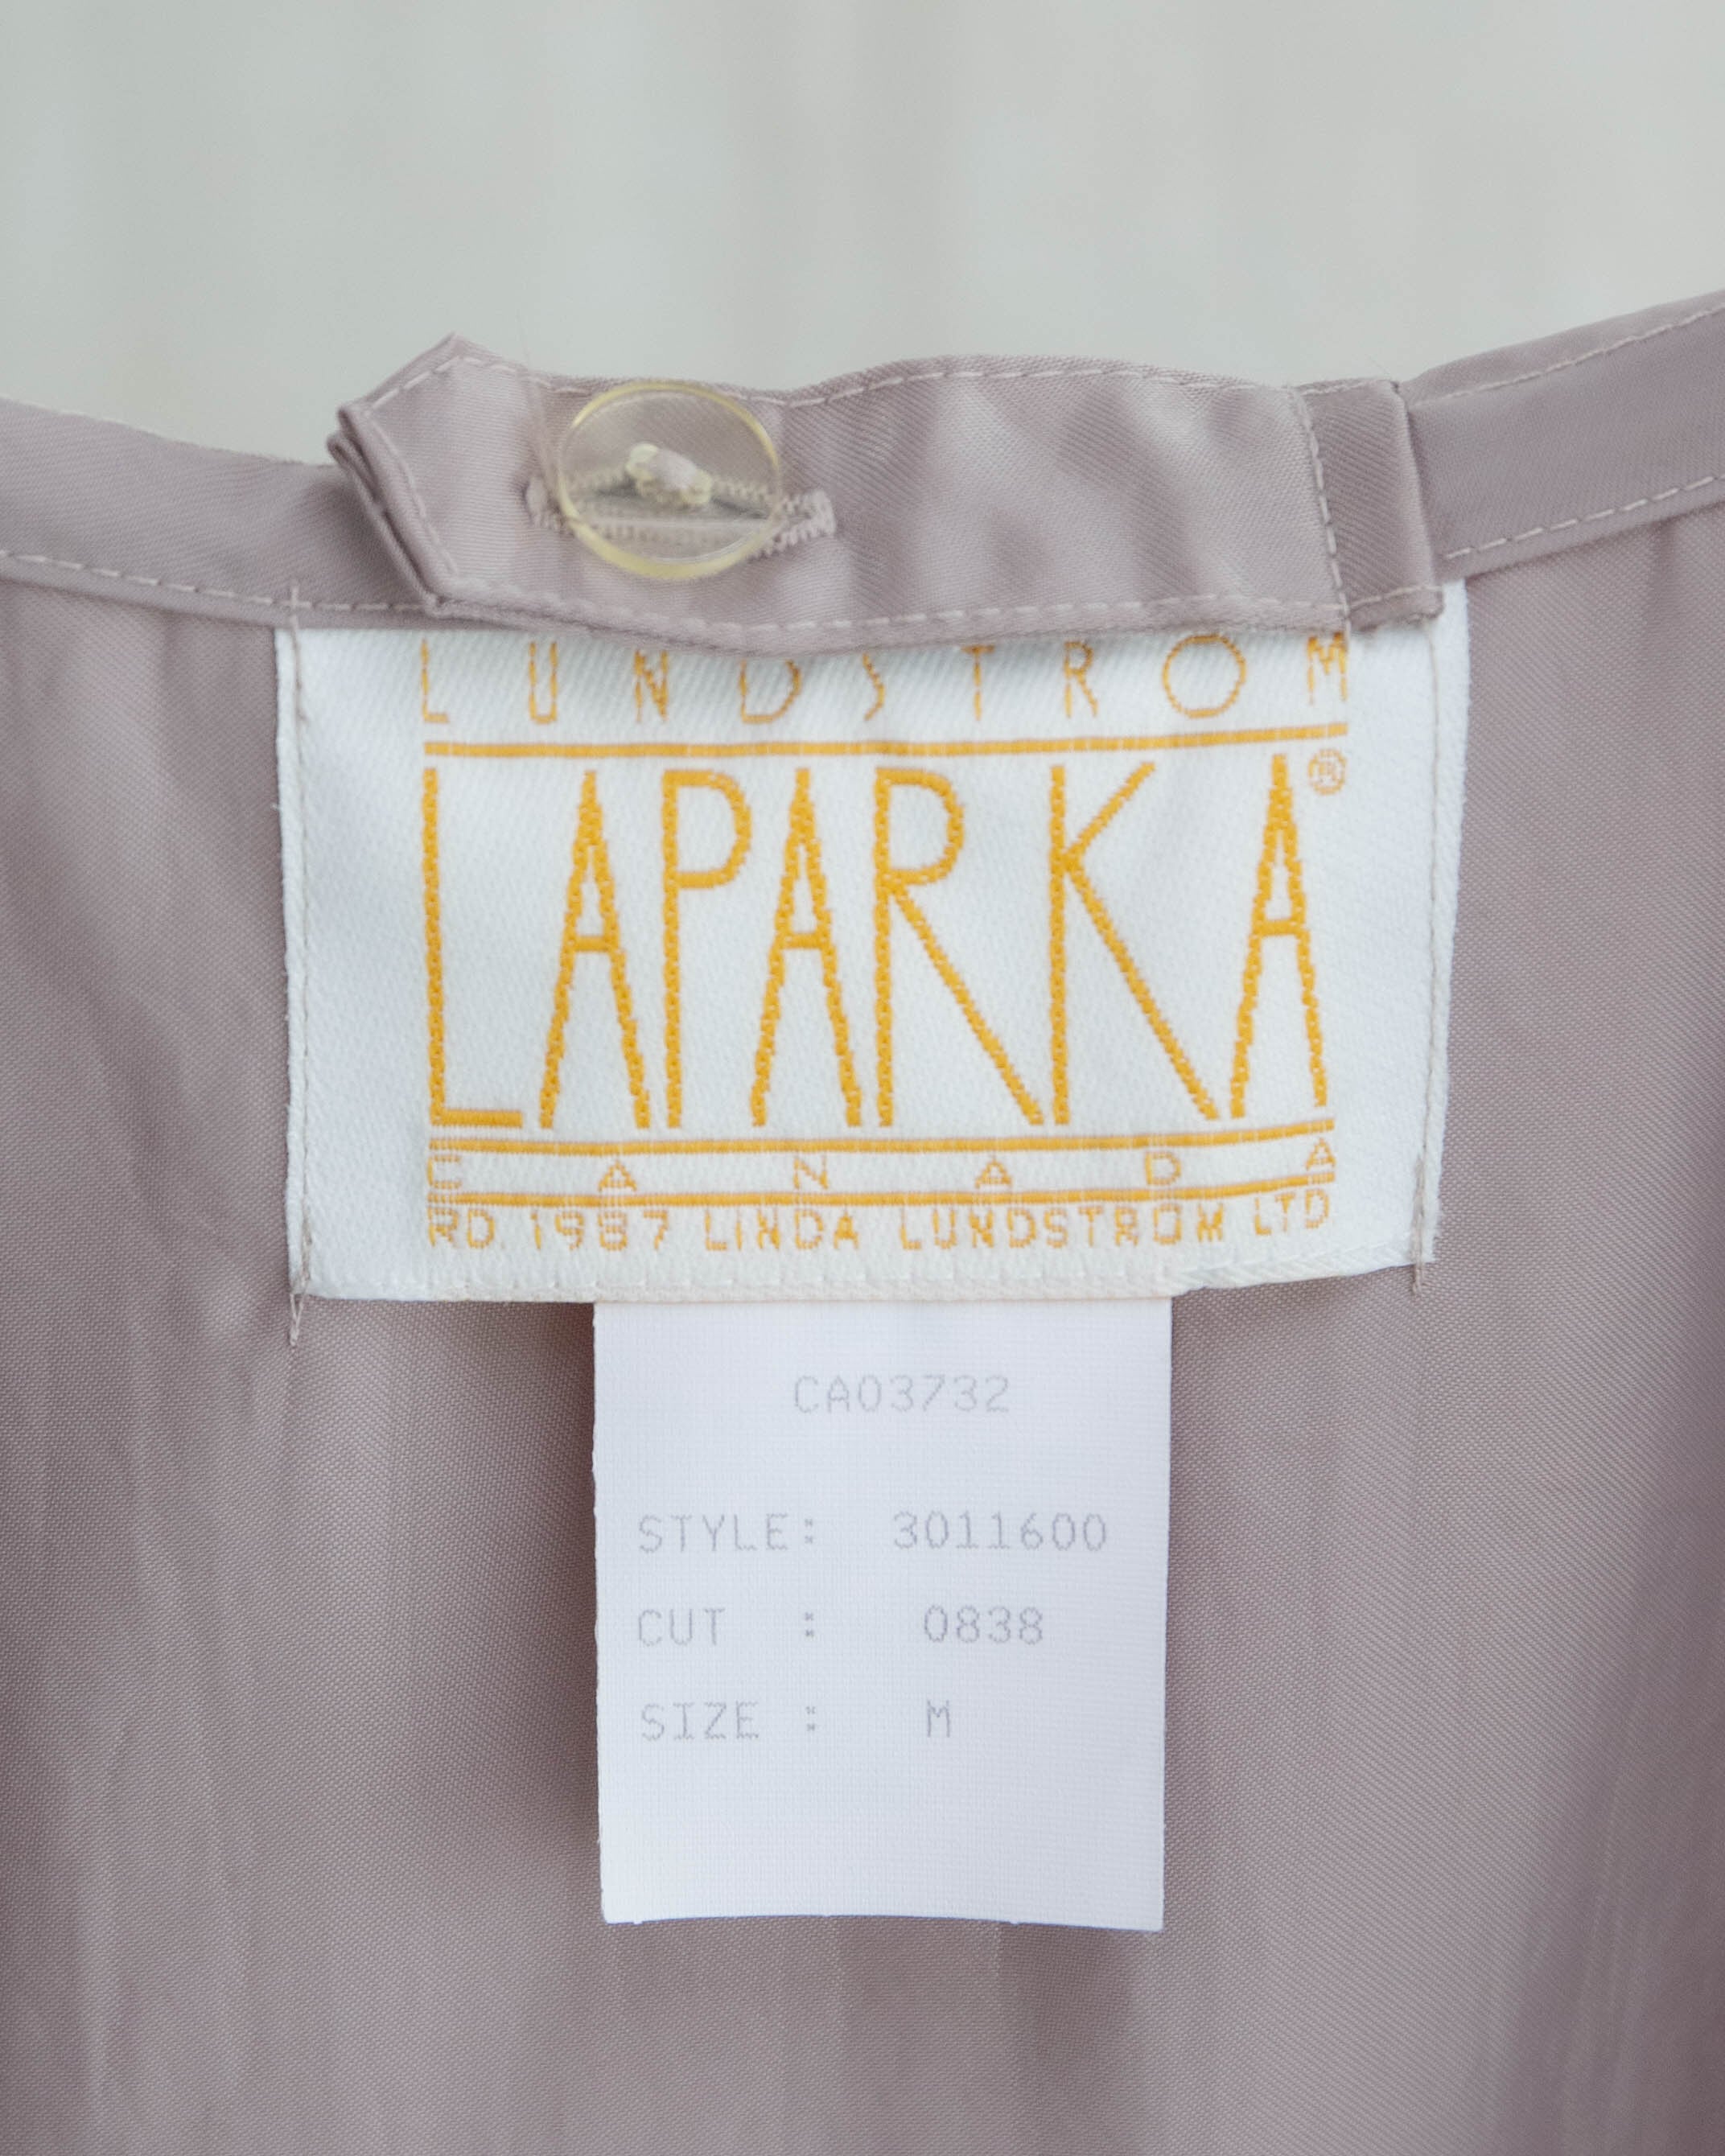 LUNDSTROM
LAPARKA®
CANADA
RD. 1987 LINDA LUNDSTROM LTD
CA03732
STYLE: 3011600
CUT : 0838
SIZE : M